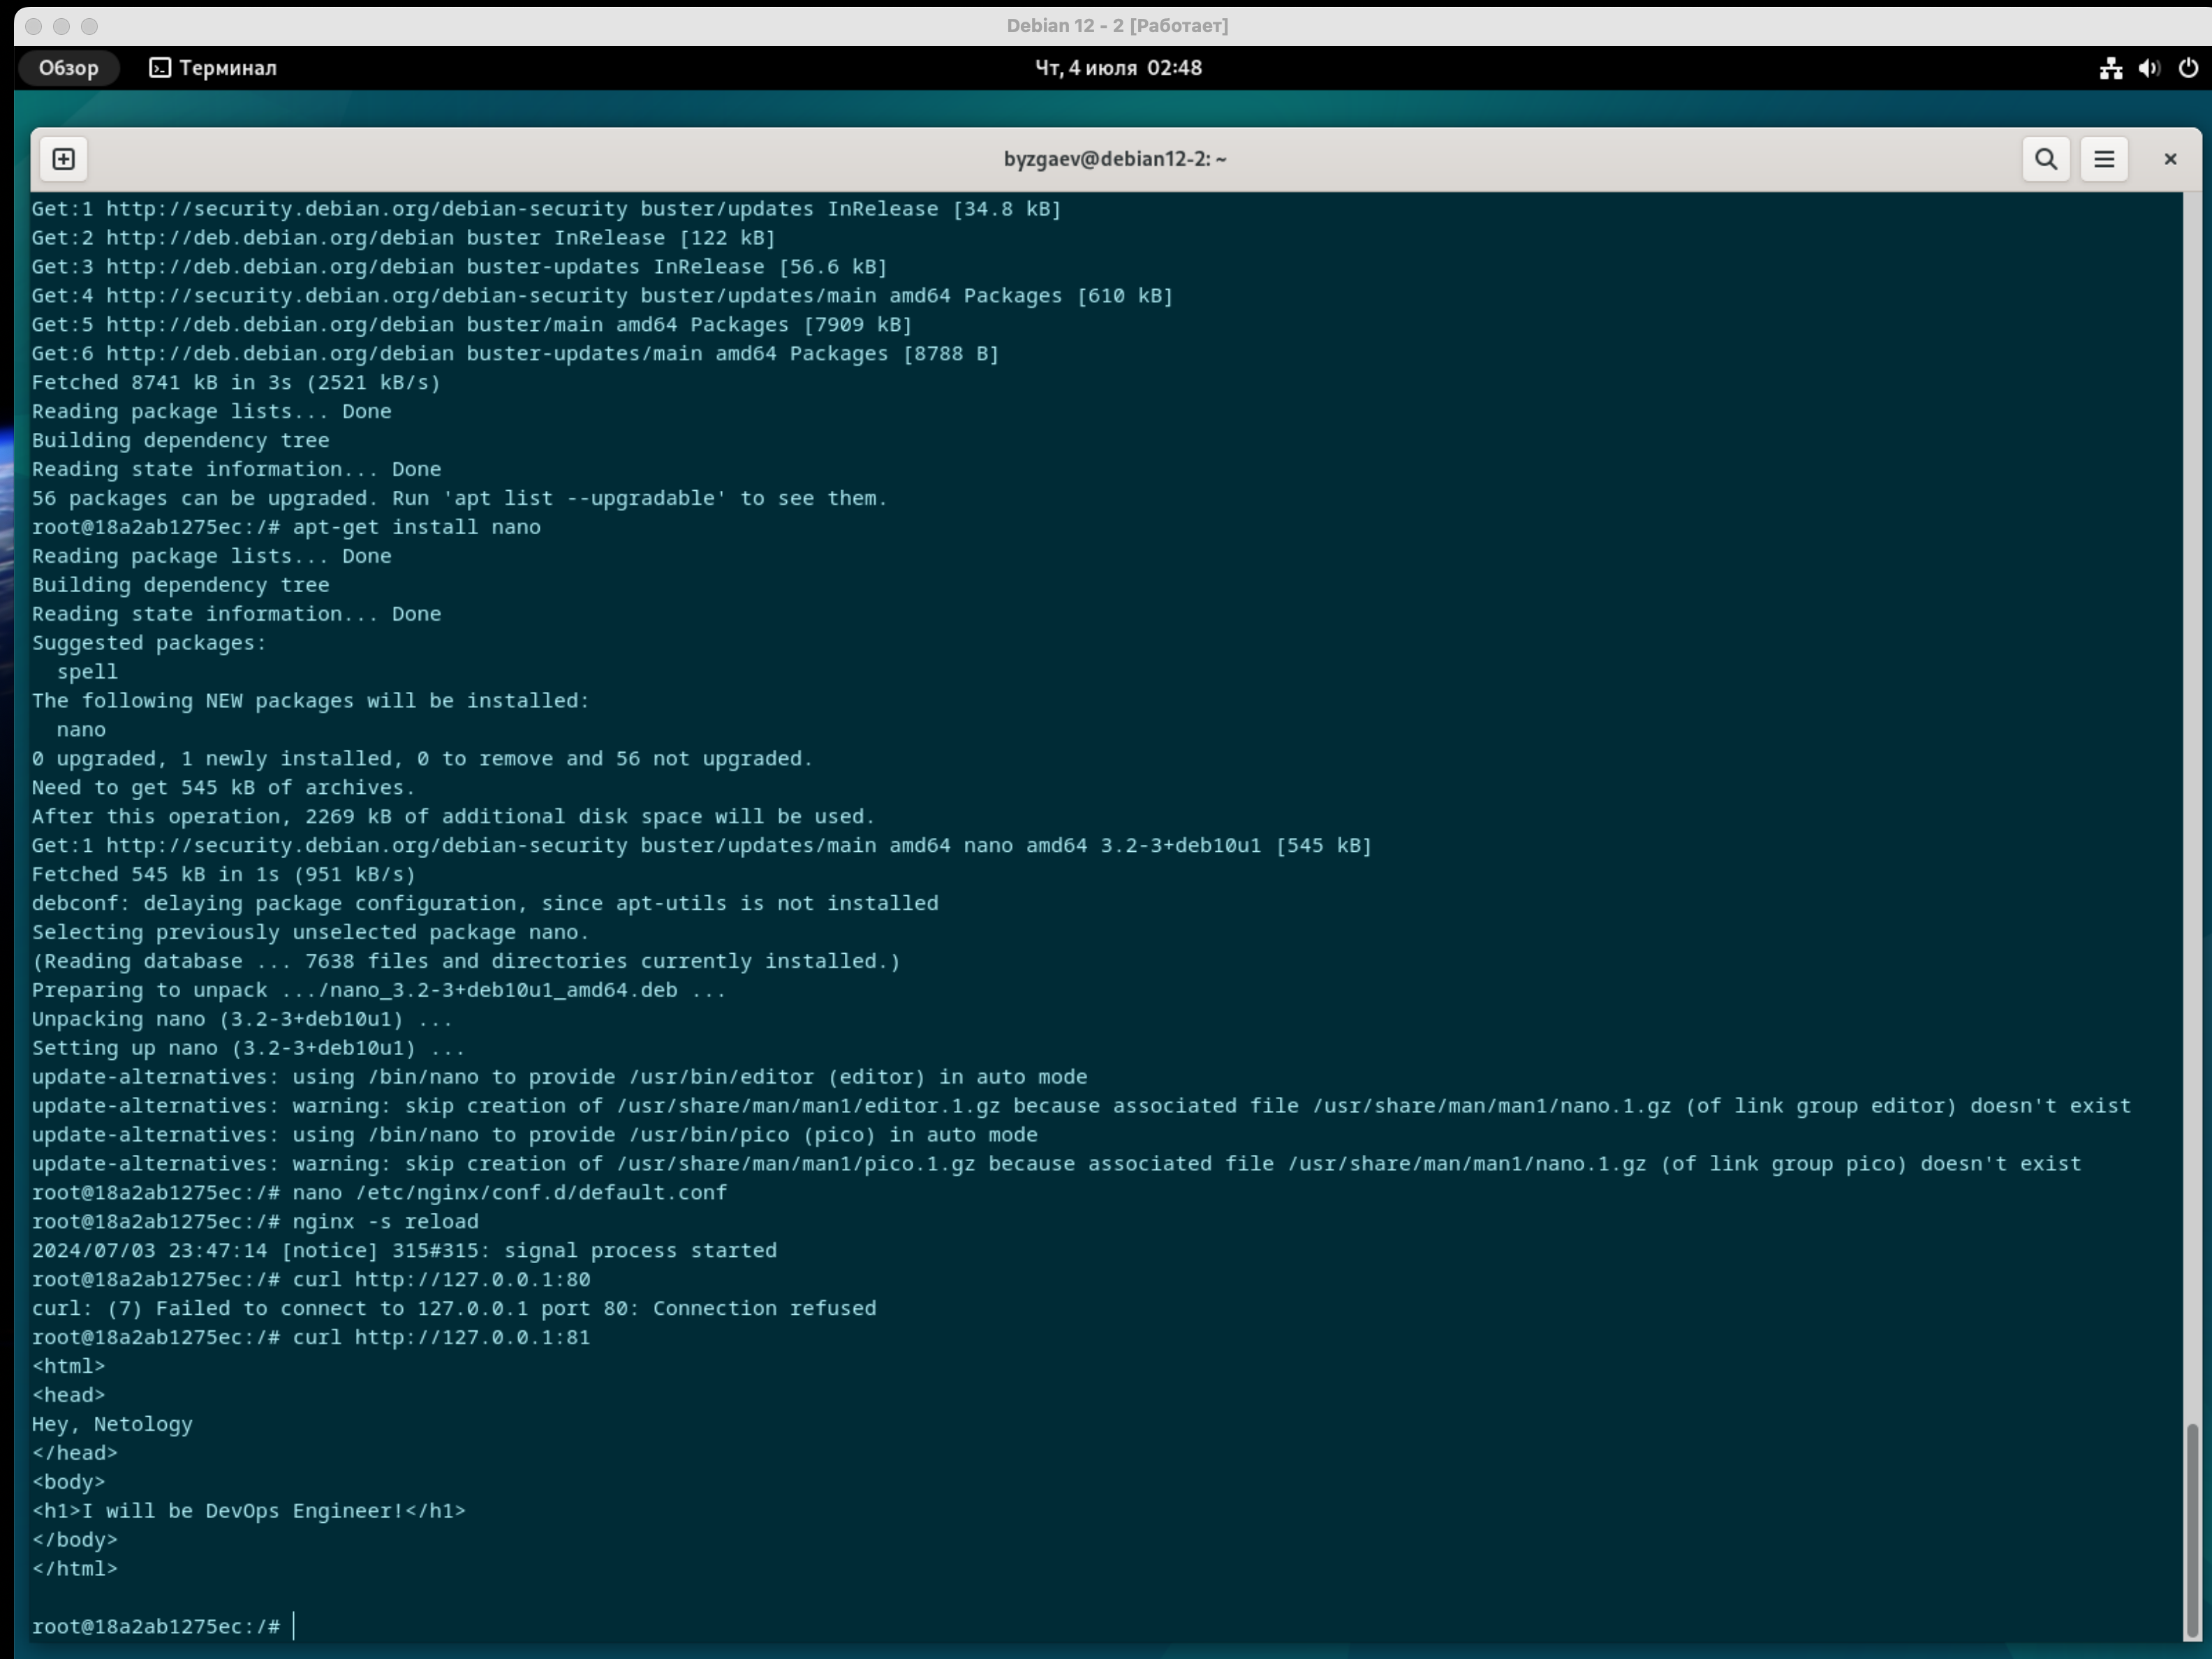 Debian 12 - 2 [Работает]
Обзор Терминал Чт, 4 июля 02:48
byzgaev@debian12-2: ~
Get:1 http://security.debian.org/debian-security buster/updates InRelease [34.8 kB]
Get:2 http://deb.debian.org/debian buster InRelease [122 kB]
Get:3 http://deb.debian.org/debian buster-updates InRelease [56.6 kB]
Get:4 http://security.debian.org/debian-security buster/updates/main amd64 Packages [610 kB]
Get:5 http://deb.debian.org/debian buster/main amd64 Packages [7909 kB]
Get:6 http://deb.debian.org/debian buster-updates/main amd64 Packages [8788 B]
Fetched 8741 kB in 3s (2521 kB/s)
Reading package lists... Done
Building dependency tree
Reading state information... Done
56 packages can be upgraded. Run 'apt list --upgradable' to see them.
root@18a2ab1275ec:/# apt-get install nano
Reading package lists... Done
Building dependency tree
Reading state information... Done
Suggested packages:
  spell
The following NEW packages will be installed:
  nano
0 upgraded, 1 newly installed, 0 to remove and 56 not upgraded.
Need to get 545 kB of archives.
After this operation, 2269 kB of additional disk space will be used.
Get:1 http://security.debian.org/debian-security buster/updates/main amd64 nano amd64 3.2-3+deb10u1 [545 kB]
Fetched 545 kB in 1s (951 kB/s)
debconf: delaying package configuration, since apt-utils is not installed
Selecting previously unselected package nano.
(Reading database ... 7638 files and directories currently installed.)
Preparing to unpack .../nano_3.2-3+deb10u1_amd64.deb ...
Unpacking nano (3.2-3+deb10u1) ...
Setting up nano (3.2-3+deb10u1) ...
update-alternatives: using /bin/nano to provide /usr/bin/editor (editor) in auto mode
update-alternatives: warning: skip creation of /usr/share/man/man1/editor.1.gz because associated file /usr/share/man/man1/nano.1.gz (of link group editor) doesn't exist
update-alternatives: using /bin/nano to provide /usr/bin/pico (pico) in auto mode
update-alternatives: warning: skip creation of /usr/share/man/man1/pico.1.gz because associated file /usr/share/man/man1/nano.1.gz (of link group pico) doesn't exist
root@18a2ab1275ec:/# nano /etc/nginx/conf.d/default.conf
root@18a2ab1275ec:/# nginx -s reload
2024/07/03 23:47:14 [notice] 315#315: signal process started
root@18a2ab1275ec:/# curl http://127.0.0.1:80
curl: (7) Failed to connect to 127.0.0.1 port 80: Connection refused
root@18a2ab1275ec:/# curl http://127.0.0.1:81
<html>
<head>
Hey, Netology
</head>
<body>
<h1>I will be DevOps Engineer!</h1>
</body>
</html>
root@18a2ab1275ec:/#